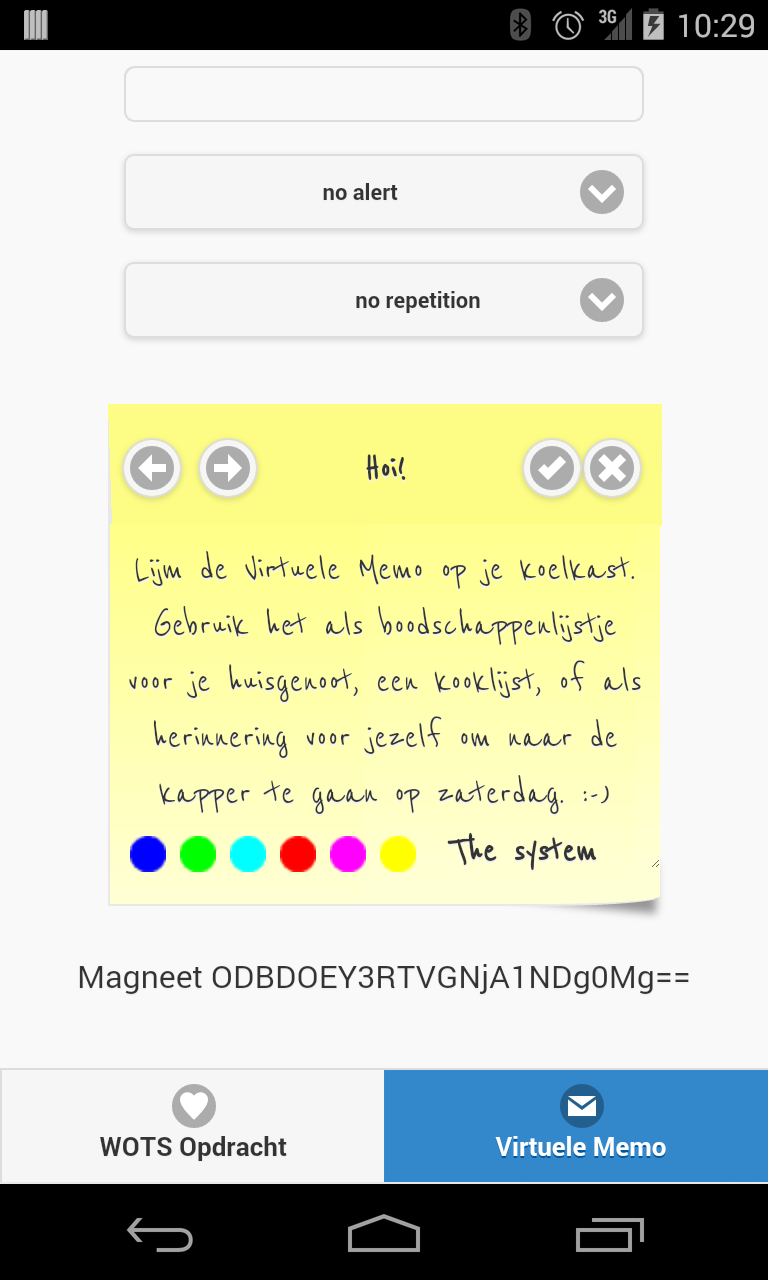 3G 10:29
no alert
no repetition
Hoi!
Lijm de Virtuele Memo op je koelkast.
Gebruik het als boodschappenlijstje
voor je huisgenoot, een kooklijst, of als
herinnering voor jezelf om naar de
kapper te gaan op zaterdag. :-)
The system
Magneet ODBDOEY3RTVGNjA1NDg0Mg==
WOTS Opdracht
Virtuele Memo